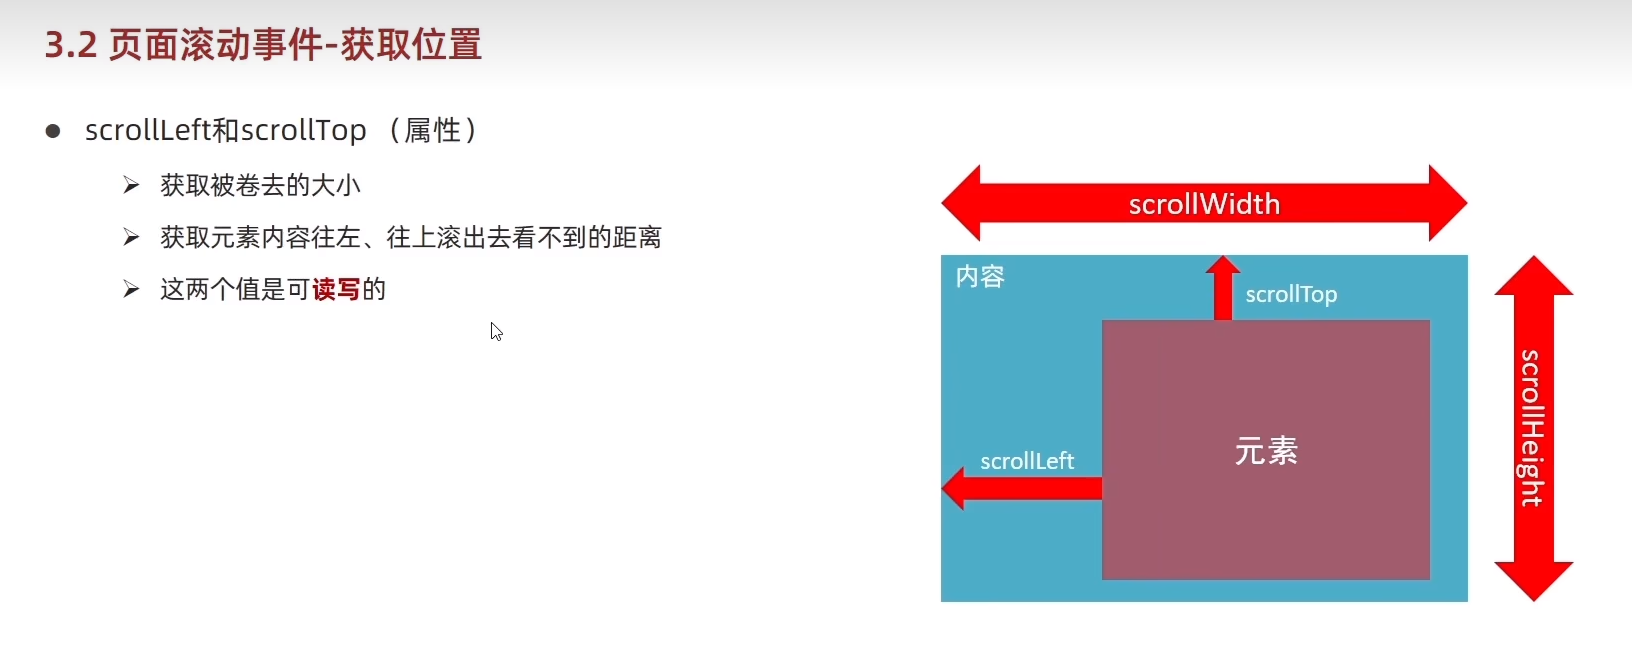 3.2 页面滚动事件-获取位置
scrollLeft和scrollTop （属性）
获取被卷去的大小
获取元素内容往左、往上滚出去看不到的距离
这两个值是可读写的
scrollWidth
内容
scrollTop
scrollLeft
元素
scrollHeight